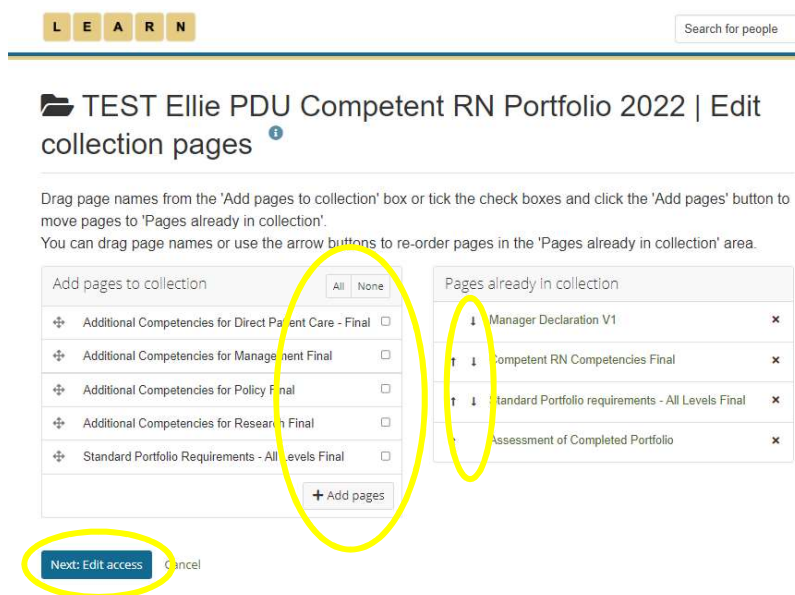 L E A R N
Search for people
TEST Ellie PDU Competent RN Portfolio 2022 | Edit
collection pages
Drag page names from the 'Add pages to collection' box or tick the check boxes and click the 'Add pages' button to
move pages to 'Pages already in collection'.
You can drag page names or use the arrow buttons to re-order pages in the 'Pages already in collection' area.
Add pages to collection
All None
Additional Competencies for Direct Patient Care - Final
Additional Competencies for Management Final
Additional Competencies for Policy Final
Additional Competencies for Research Final
Standard Portfolio Requirements - All Levels Final
+ Add pages
Pages already in collection
Manager Declaration V1
Competent RN Competencies Final
Standard Portfolio requirements - All Levels Final
Assessment of Completed Portfolio
Next: Edit access
Cancel